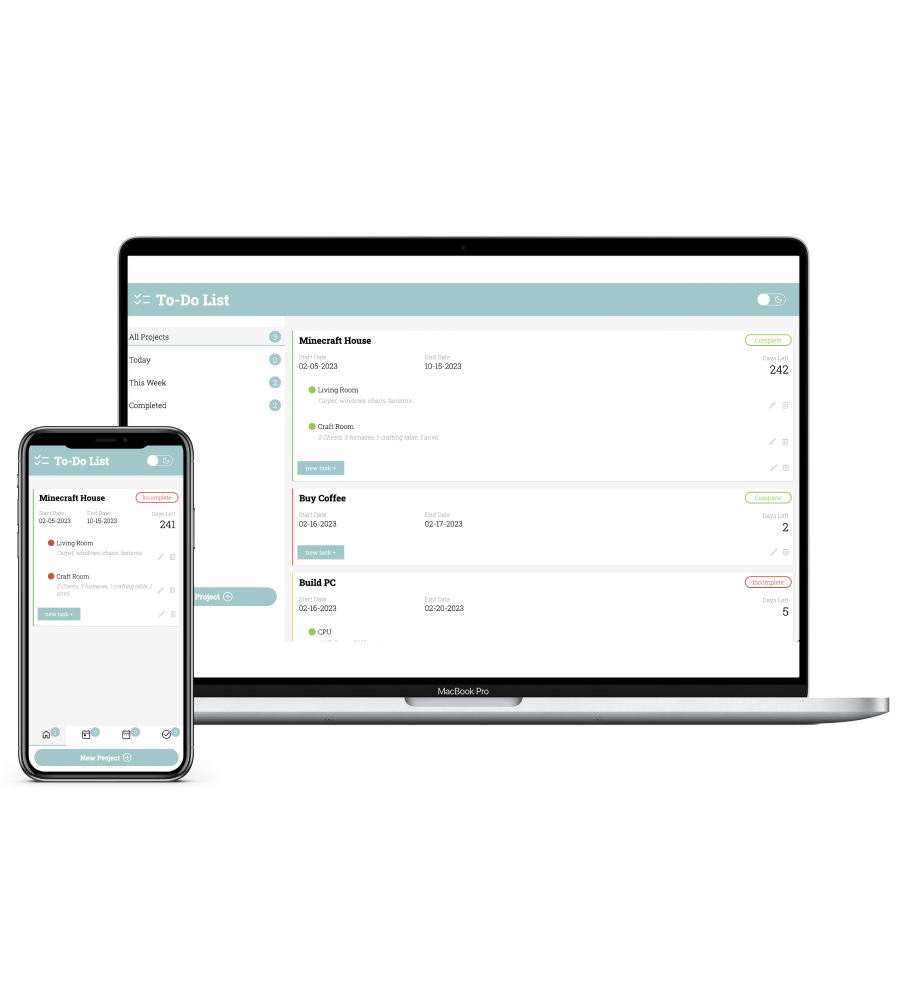 To-Do List
All Projects 3
Today 0
This Week 2
Completed 2
Project
Minecraft House Complete
Start Date End Date Days Left
02-05-2023 10-15-2023 242
Living Room
Carpet, windows, chairs, lanterns
Craft Room
2 Chests, 3 furnaces, 1 crafting table, 1 anvil
new task +
Buy Coffee Complete
Start Date End Date Days Left
02-16-2023 02-17-2023 2
new task +
Build PC Incomplete
Start Date End Date Days Left
02-16-2023 02-20-2023 5
CPU
MacBook Pro
To-Do List
Minecraft House Incomplete
Start Date End Date Days Left
02-05-2023 10-15-2023 241
Living Room
Carpet, windows, chairs, lanterns
Craft Room
2 Chests, 3 furnaces, 1 crafting table, 1
anvil
new task +
New Project